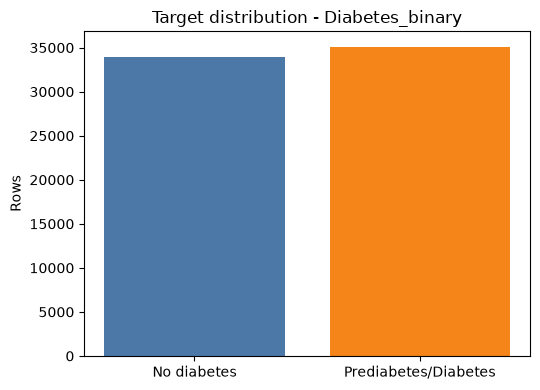 Target distribution - Diabetes_binary
35000
30000
25000
20000
15000
10000
5000
0
Rows
No diabetes
Prediabetes/Diabetes